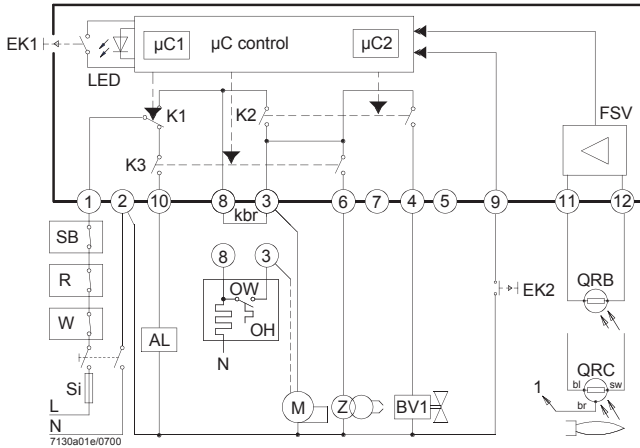 µC1 µC control µC2
EK1
LED
FSV
K1 K2
K3
1 2 10 8 3 6 7 4 5 9 11 12
kbr
SB
8 3
QRB
R
OW
EK2
OH
W
AL
N
QRC
Si
bl sw
1
br
L
M Z BV1
N
7130a01e/0700